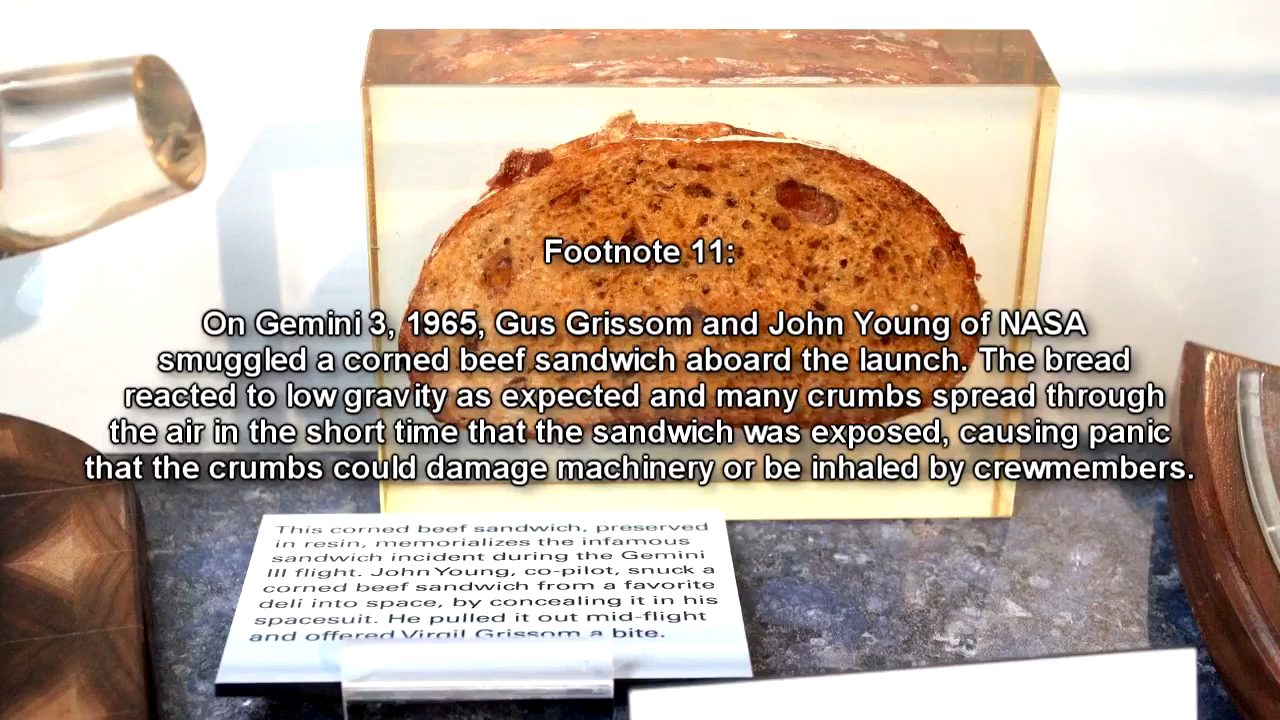 Footnote 11:
On Gemini 3, 1965, Gus Grissom and John Young of NASA
smuggled a corned beef sandwich aboard the launch. The bread
reacted to low gravity as expected and many crumbs spread through
the air in the short time that the sandwich was exposed, causing panic
that the crumbs could damage machinery or be inhaled by crewmembers.
This corned beef sandwich, preserved
in resin, memorializes the infamous
sandwich incident during the Gemini
III flight. John Young, co-pilot, snuck a
corned beef sandwich from a favorite
deli into space, by concealing it in his
spacesuit. He pulled it out mid-flight
and offered Virgil Grissom a bite.